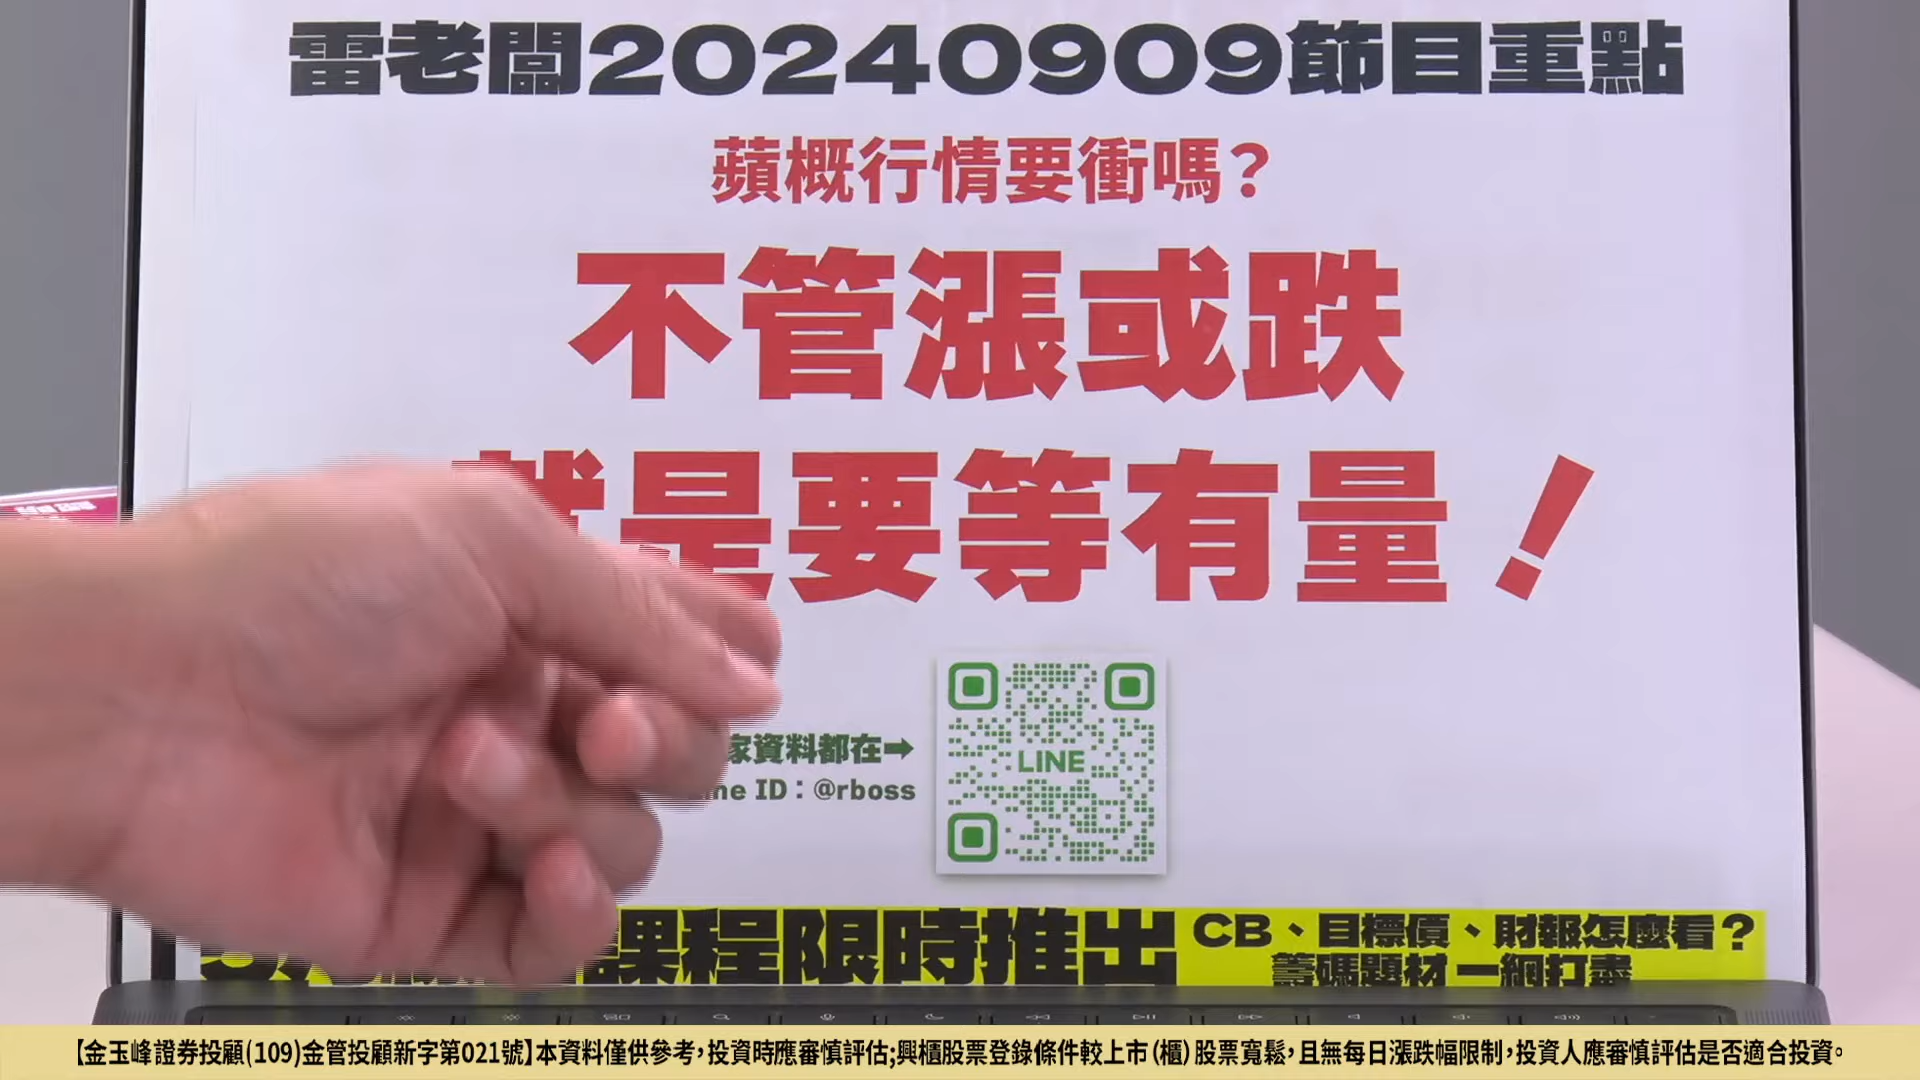 雷老闆20240909節目重點
蘋概行情要衝嗎？
不管漲或跌
就是要等有量！
家資料都在➡
ine ID：@rboss
LINE
課程限時推出
CB、目標價、財報怎麼看？
籌碼題材一網打盡
【金玉峰證券投顧(109)金管投顧新字第021號】本資料僅供參考，投資時應審慎評估;興櫃股票登錄條件較上市（櫃）股票寬鬆，且無每日漲跌幅限制，投資人應審慎評估是否適合投資。